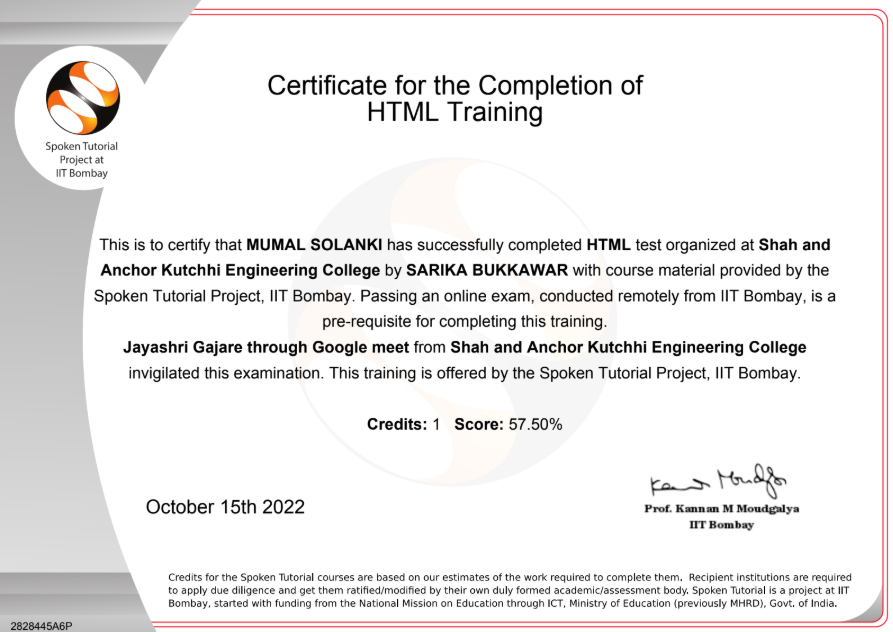 Certificate for the Completion of
HTML Training
Spoken Tutorial
Project at
IIT Bombay
This is to certify that MUMAL SOLANKI has successfully completed HTML test organized at Shah and
Anchor Kutchhi Engineering College by SARIKA BUKKAWAR with course material provided by the
Spoken Tutorial Project, IIT Bombay. Passing an online exam, conducted remotely from IIT Bombay, is a
pre-requisite for completing this training.
Jayashri Gajare through Google meet from Shah and Anchor Kutchhi Engineering College
invigilated this examination. This training is offered by the Spoken Tutorial Project, IIT Bombay.
Credits: 1 Score: 57.50%
October 15th 2022
Prof. Kannan M Moudgalya
IIT Bombay
Credits for the Spoken Tutorial courses are based on our estimates of the work required to complete them. Recipient institutions are required
to apply due diligence and get them ratified/modified by their own duly formed academic/assessment body. Spoken Tutorial is a project at IIT
Bombay, started with funding from the National Mission on Education through ICT, Ministry of Education (previously MHRD), Govt. of India.
2828445A6P